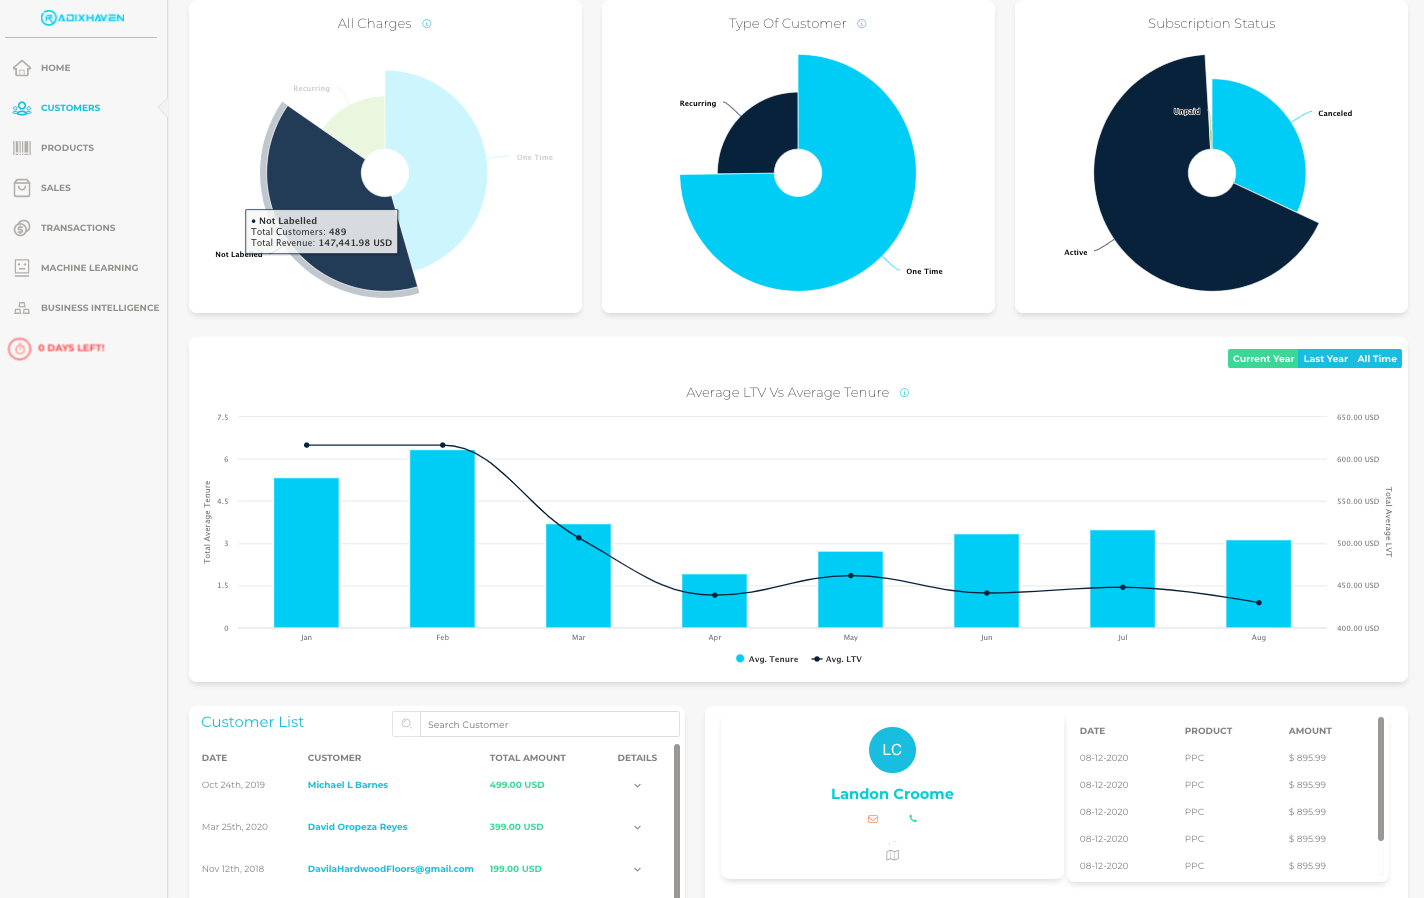 RADIXHAVEN
HOME
CUSTOMERS
PRODUCTS
SALES
TRANSACTIONS
MACHINE LEARNING
BUSINESS INTELLIGENCE
0 DAYS LEFT!
All Charges
Recurring
One Time
Not Labelled
● Not Labelled
Total Customers: 489
Total Revenue: 147,441.98 USD
Type Of Customer
Recurring
One Time
Subscription Status
Unpaid
Canceled
Active
Current Year Last Year All Time
Average LTV Vs Average Tenure
Total Average Tenure
7.5
6
4.5
3
1.5
0
650.00 USD
600.00 USD
550.00 USD
500.00 USD
450.00 USD
400.00 USD
Total Average LVT
Jan Feb Mar Apr May Jun Jul Aug
Avg. Tenure Avg. LTV
Customer List
Search Customer
DATE CUSTOMER TOTAL AMOUNT DETAILS
Oct 24th, 2019 Michael L Barnes 499.00 USD
Mar 25th, 2020 David Oropeza Reyes 399.00 USD
Nov 12th, 2018 DavilaHardwoodFloors@gmail.com 199.00 USD
LC
Landon Croome
DATE PRODUCT AMOUNT
08-12-2020 PPC $ 895.99
08-12-2020 PPC $ 895.99
08-12-2020 PPC $ 895.99
08-12-2020 PPC $ 895.99
08-12-2020 PPC $ 895.99